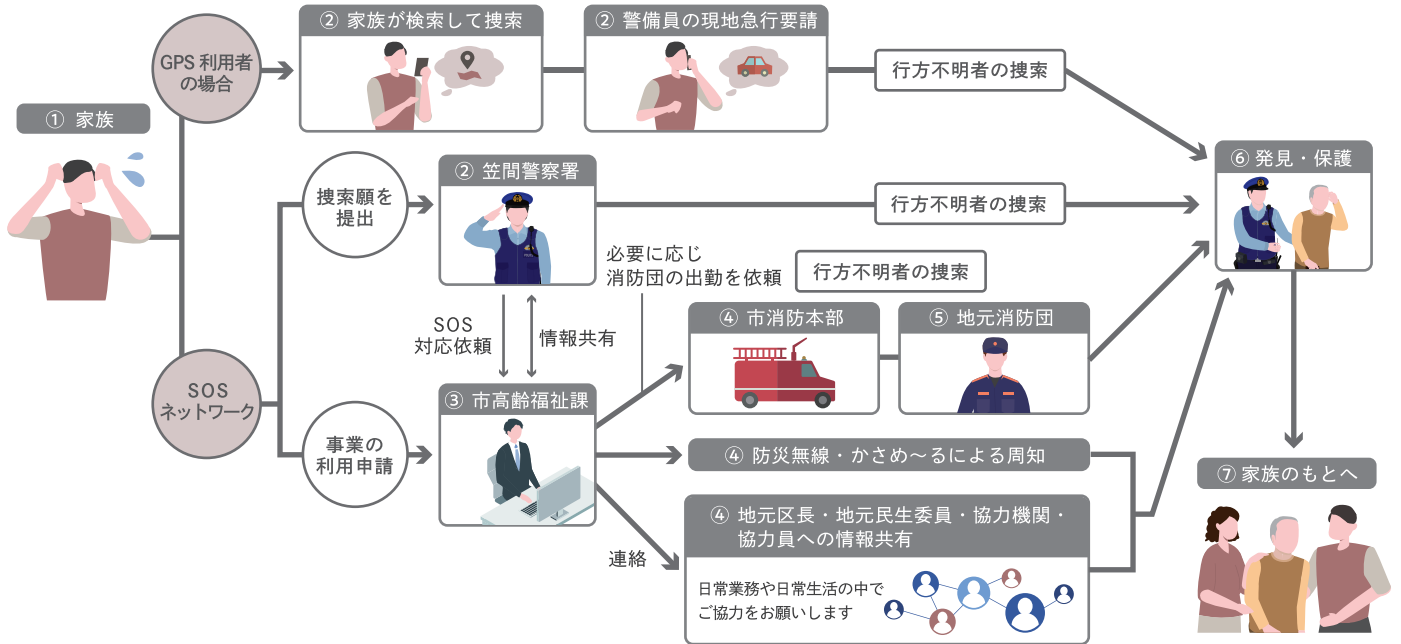 ① 家族
GPS 利用者
の場合
② 家族が検索して捜索
② 警備員の現地急行要請
行方不明者の捜索
SOS
ネットワーク
捜索願を
提出
② 笠間警察署
行方不明者の捜索
SOS
対応依頼
情報共有
事業の
利用申請
③ 市高齢福祉課
必要に応じ
消防団の出勤を依頼
行方不明者の捜索
④ 市消防本部
⑤ 地元消防団
④ 防災無線・かさめ～るによる周知
連絡
④ 地元区長・地元民生委員・協力機関・
協力員への情報共有
日常業務や日常生活の中で
ご協力をお願いします
⑥ 発見・保護
⑦ 家族のもとへ